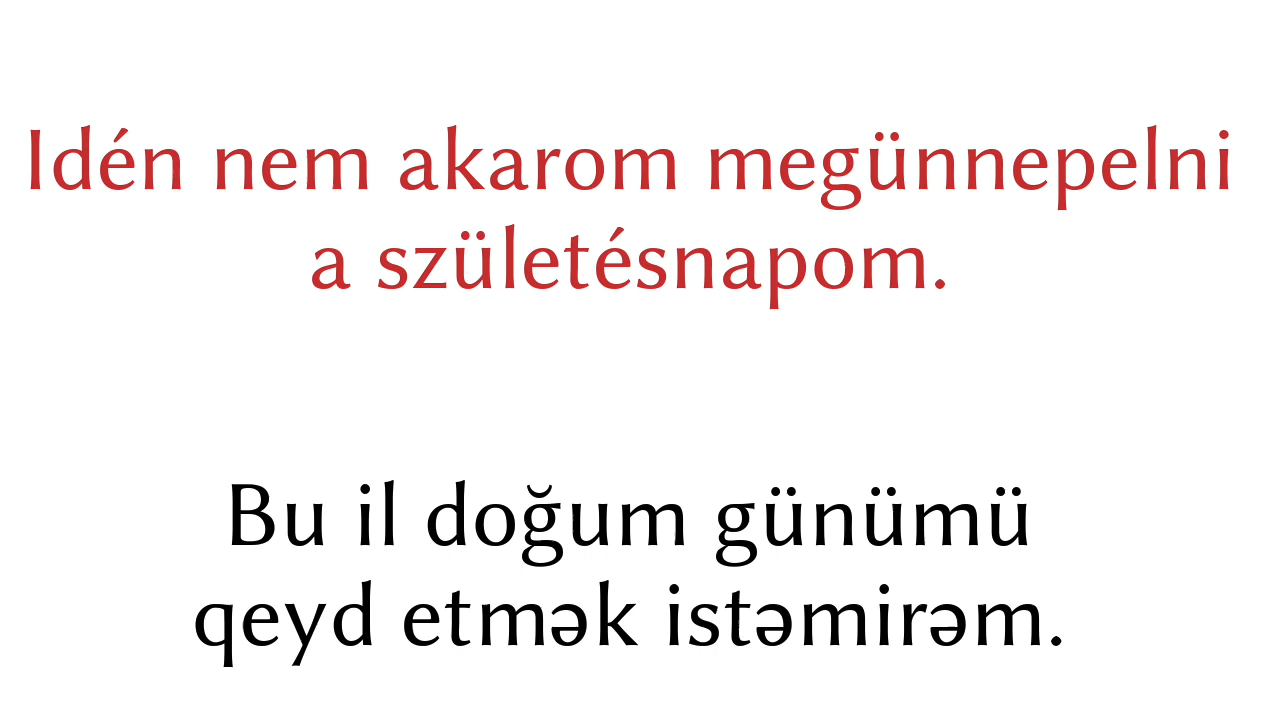 Idén nem akarom megünnepelni
a születésnapom.
Bu il doğum günümü
qeyd etmək istəmirəm.